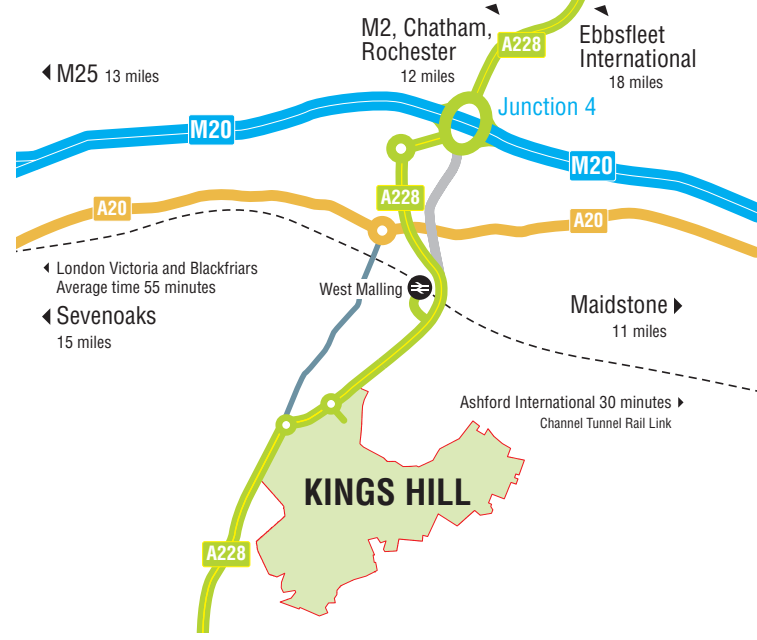 M2, Chatham,
Rochester
12 miles
A228
Ebbsfleet
International
18 miles
M25 13 miles
Junction 4
M20
M20
A228
A20
A20
London Victoria and Blackfriars
Average time 55 minutes
West Malling
Sevenoaks
15 miles
Maidstone
11 miles
Ashford International 30 minutes
Channel Tunnel Rail Link
KINGS HILL
A228